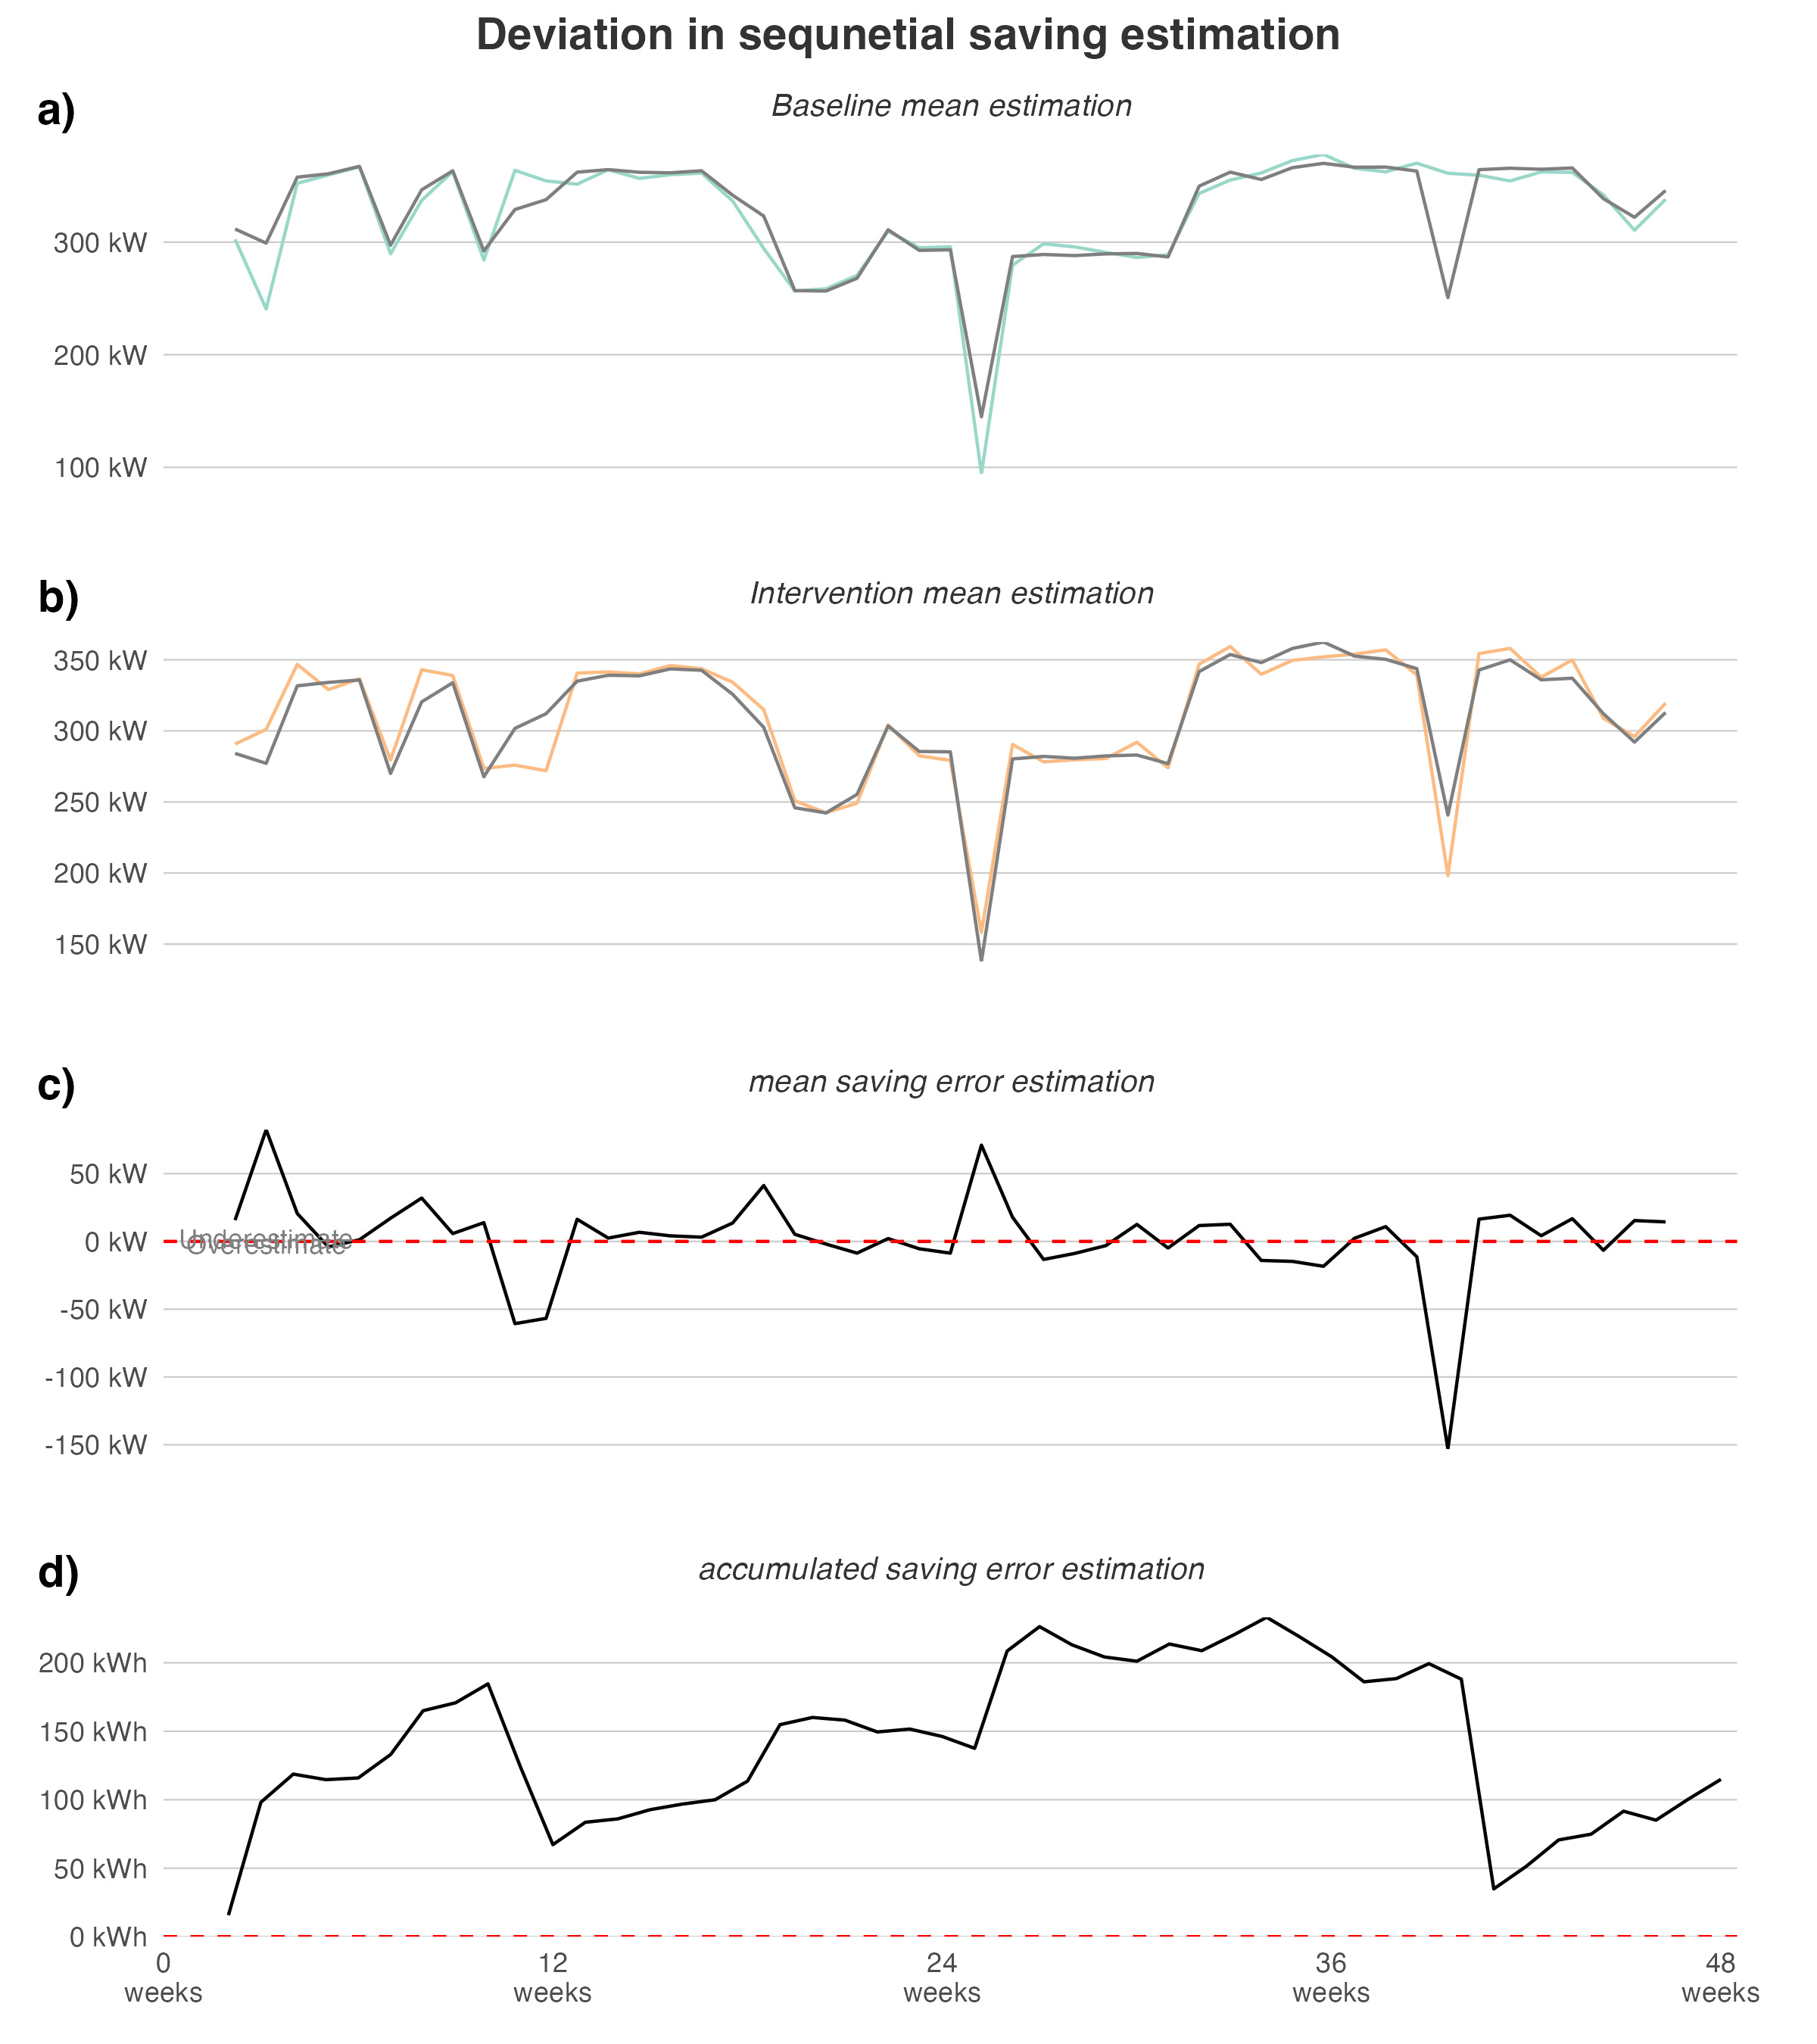 Deviation in sequnetial saving estimation
a)
Baseline mean estimation
300 kW
200 kW
100 kW
b)
Intervention mean estimation
350 kW
300 kW
250 kW
200 kW
150 kW
c)
mean saving error estimation
50 kW
Underestimate
0 kW
Overestimate
-50 kW
-100 kW
-150 kW
d)
accumulated saving error estimation
200 kWh
150 kWh
100 kWh
50 kWh
0 kWh
0 12 24 36 48
weeks weeks weeks weeks weeks